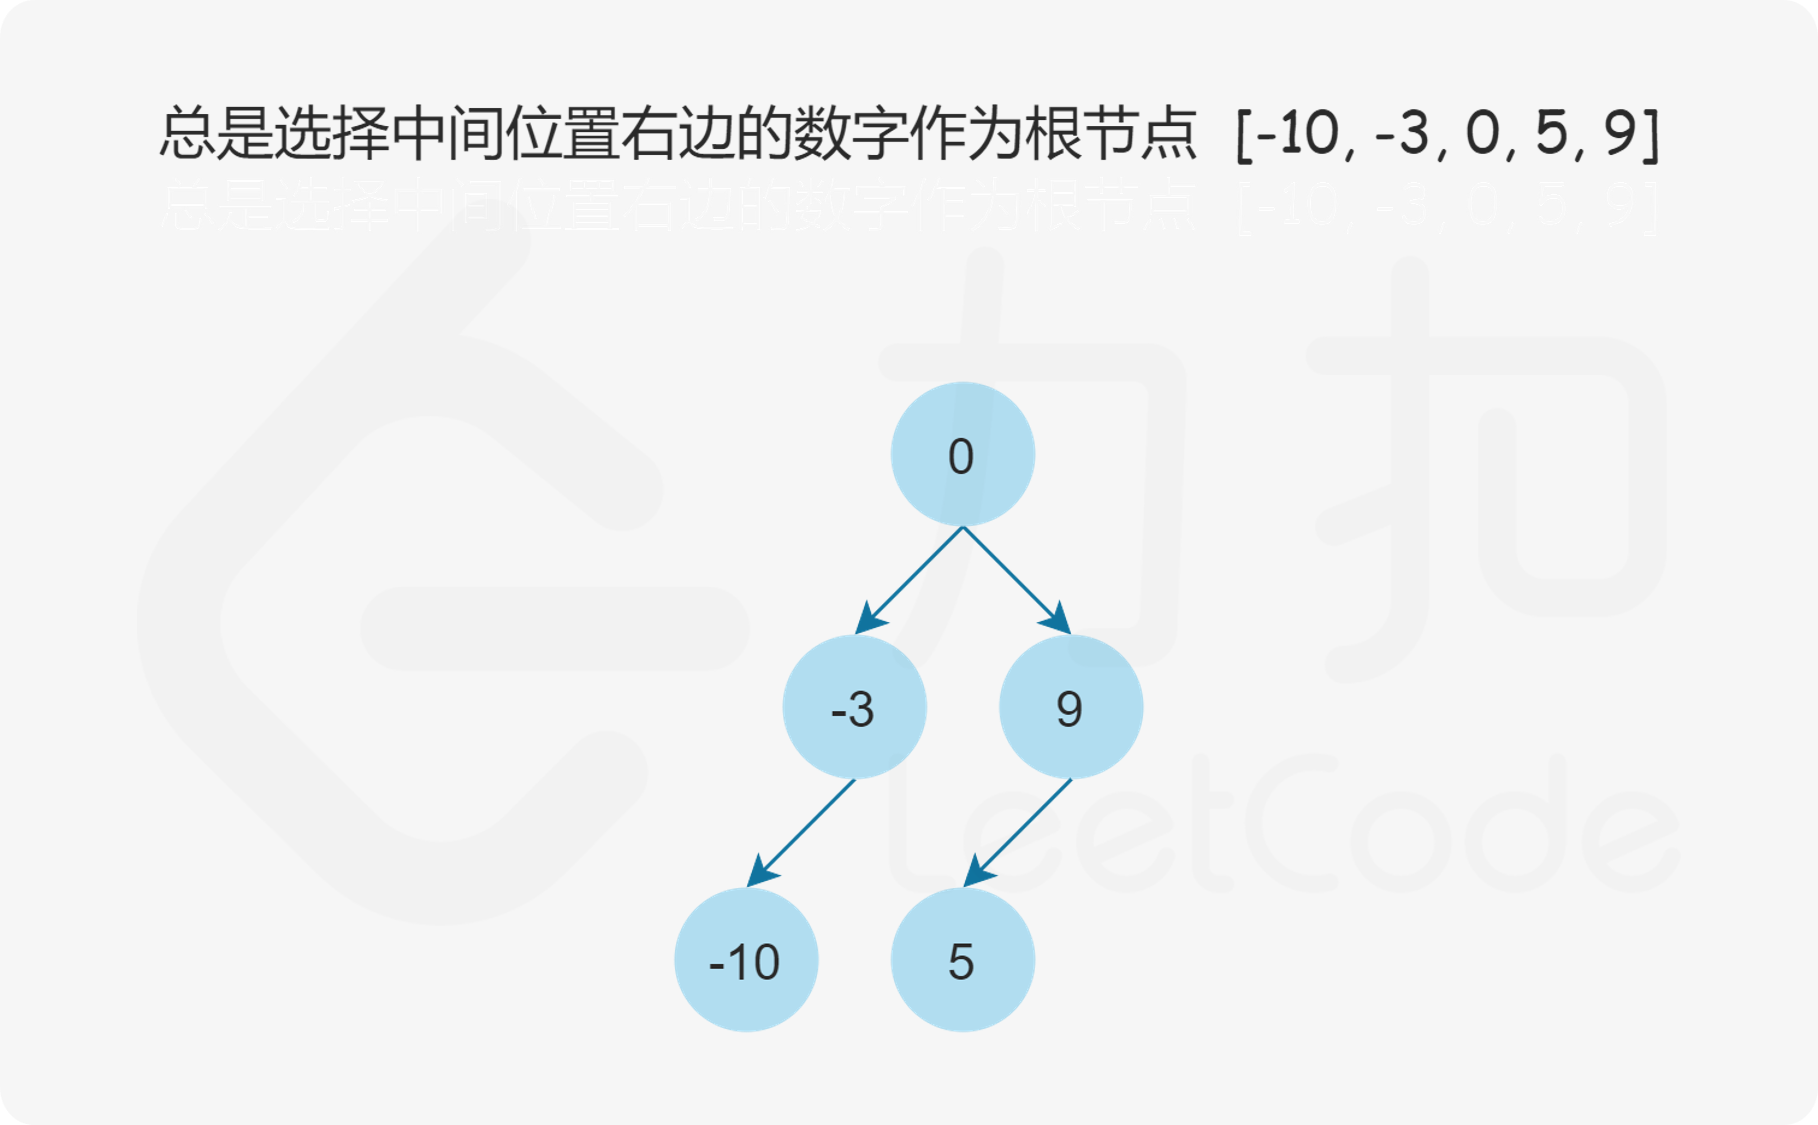 总是选择中间位置右边的数字作为根节点 [-10, -3, 0, 5, 9]
总是选择中间位置右边的数字作为根节点 [-10, -3, 0, 5, 9]
力扣
0
-3
9
LeetCode
-10
5